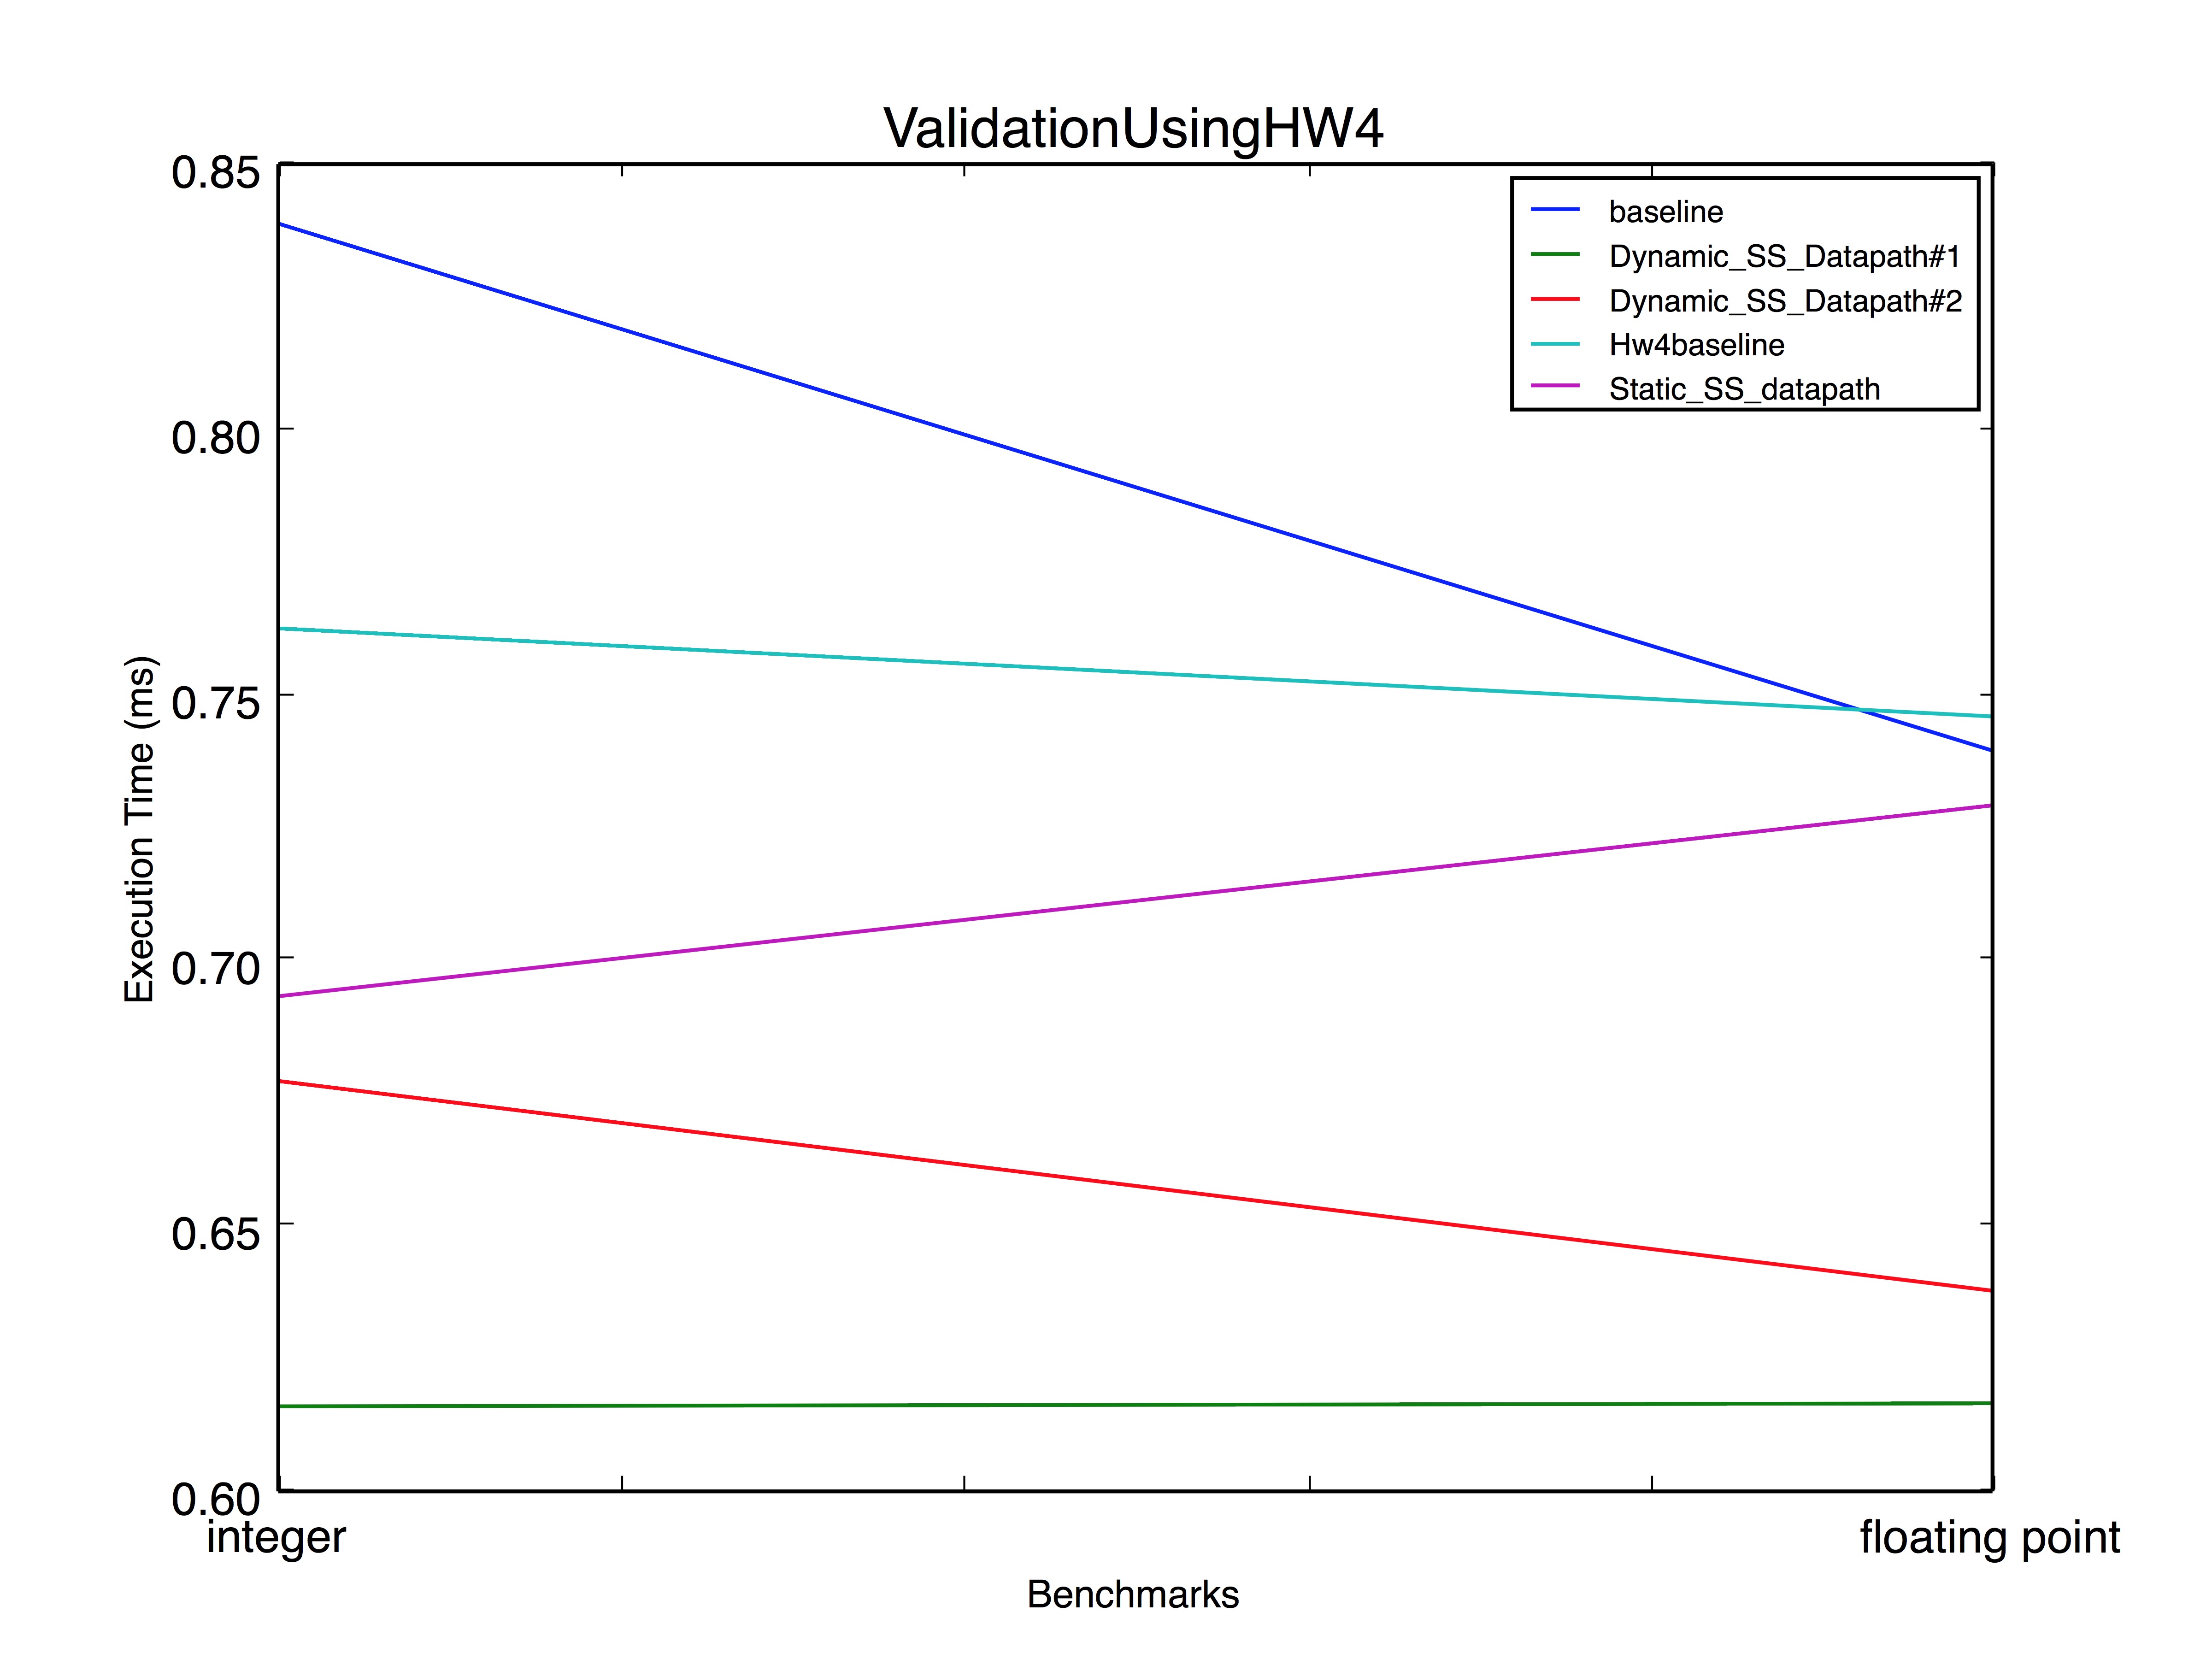 ValidationUsingHW4
baseline
Dynamic_SS_Datapath#1
Dynamic_SS_Datapath#2
Hw4baseline
Static_SS_datapath
Execution Time (ms)
0.85
0.80
0.75
0.70
0.65
0.60
integer
floating point
Benchmarks